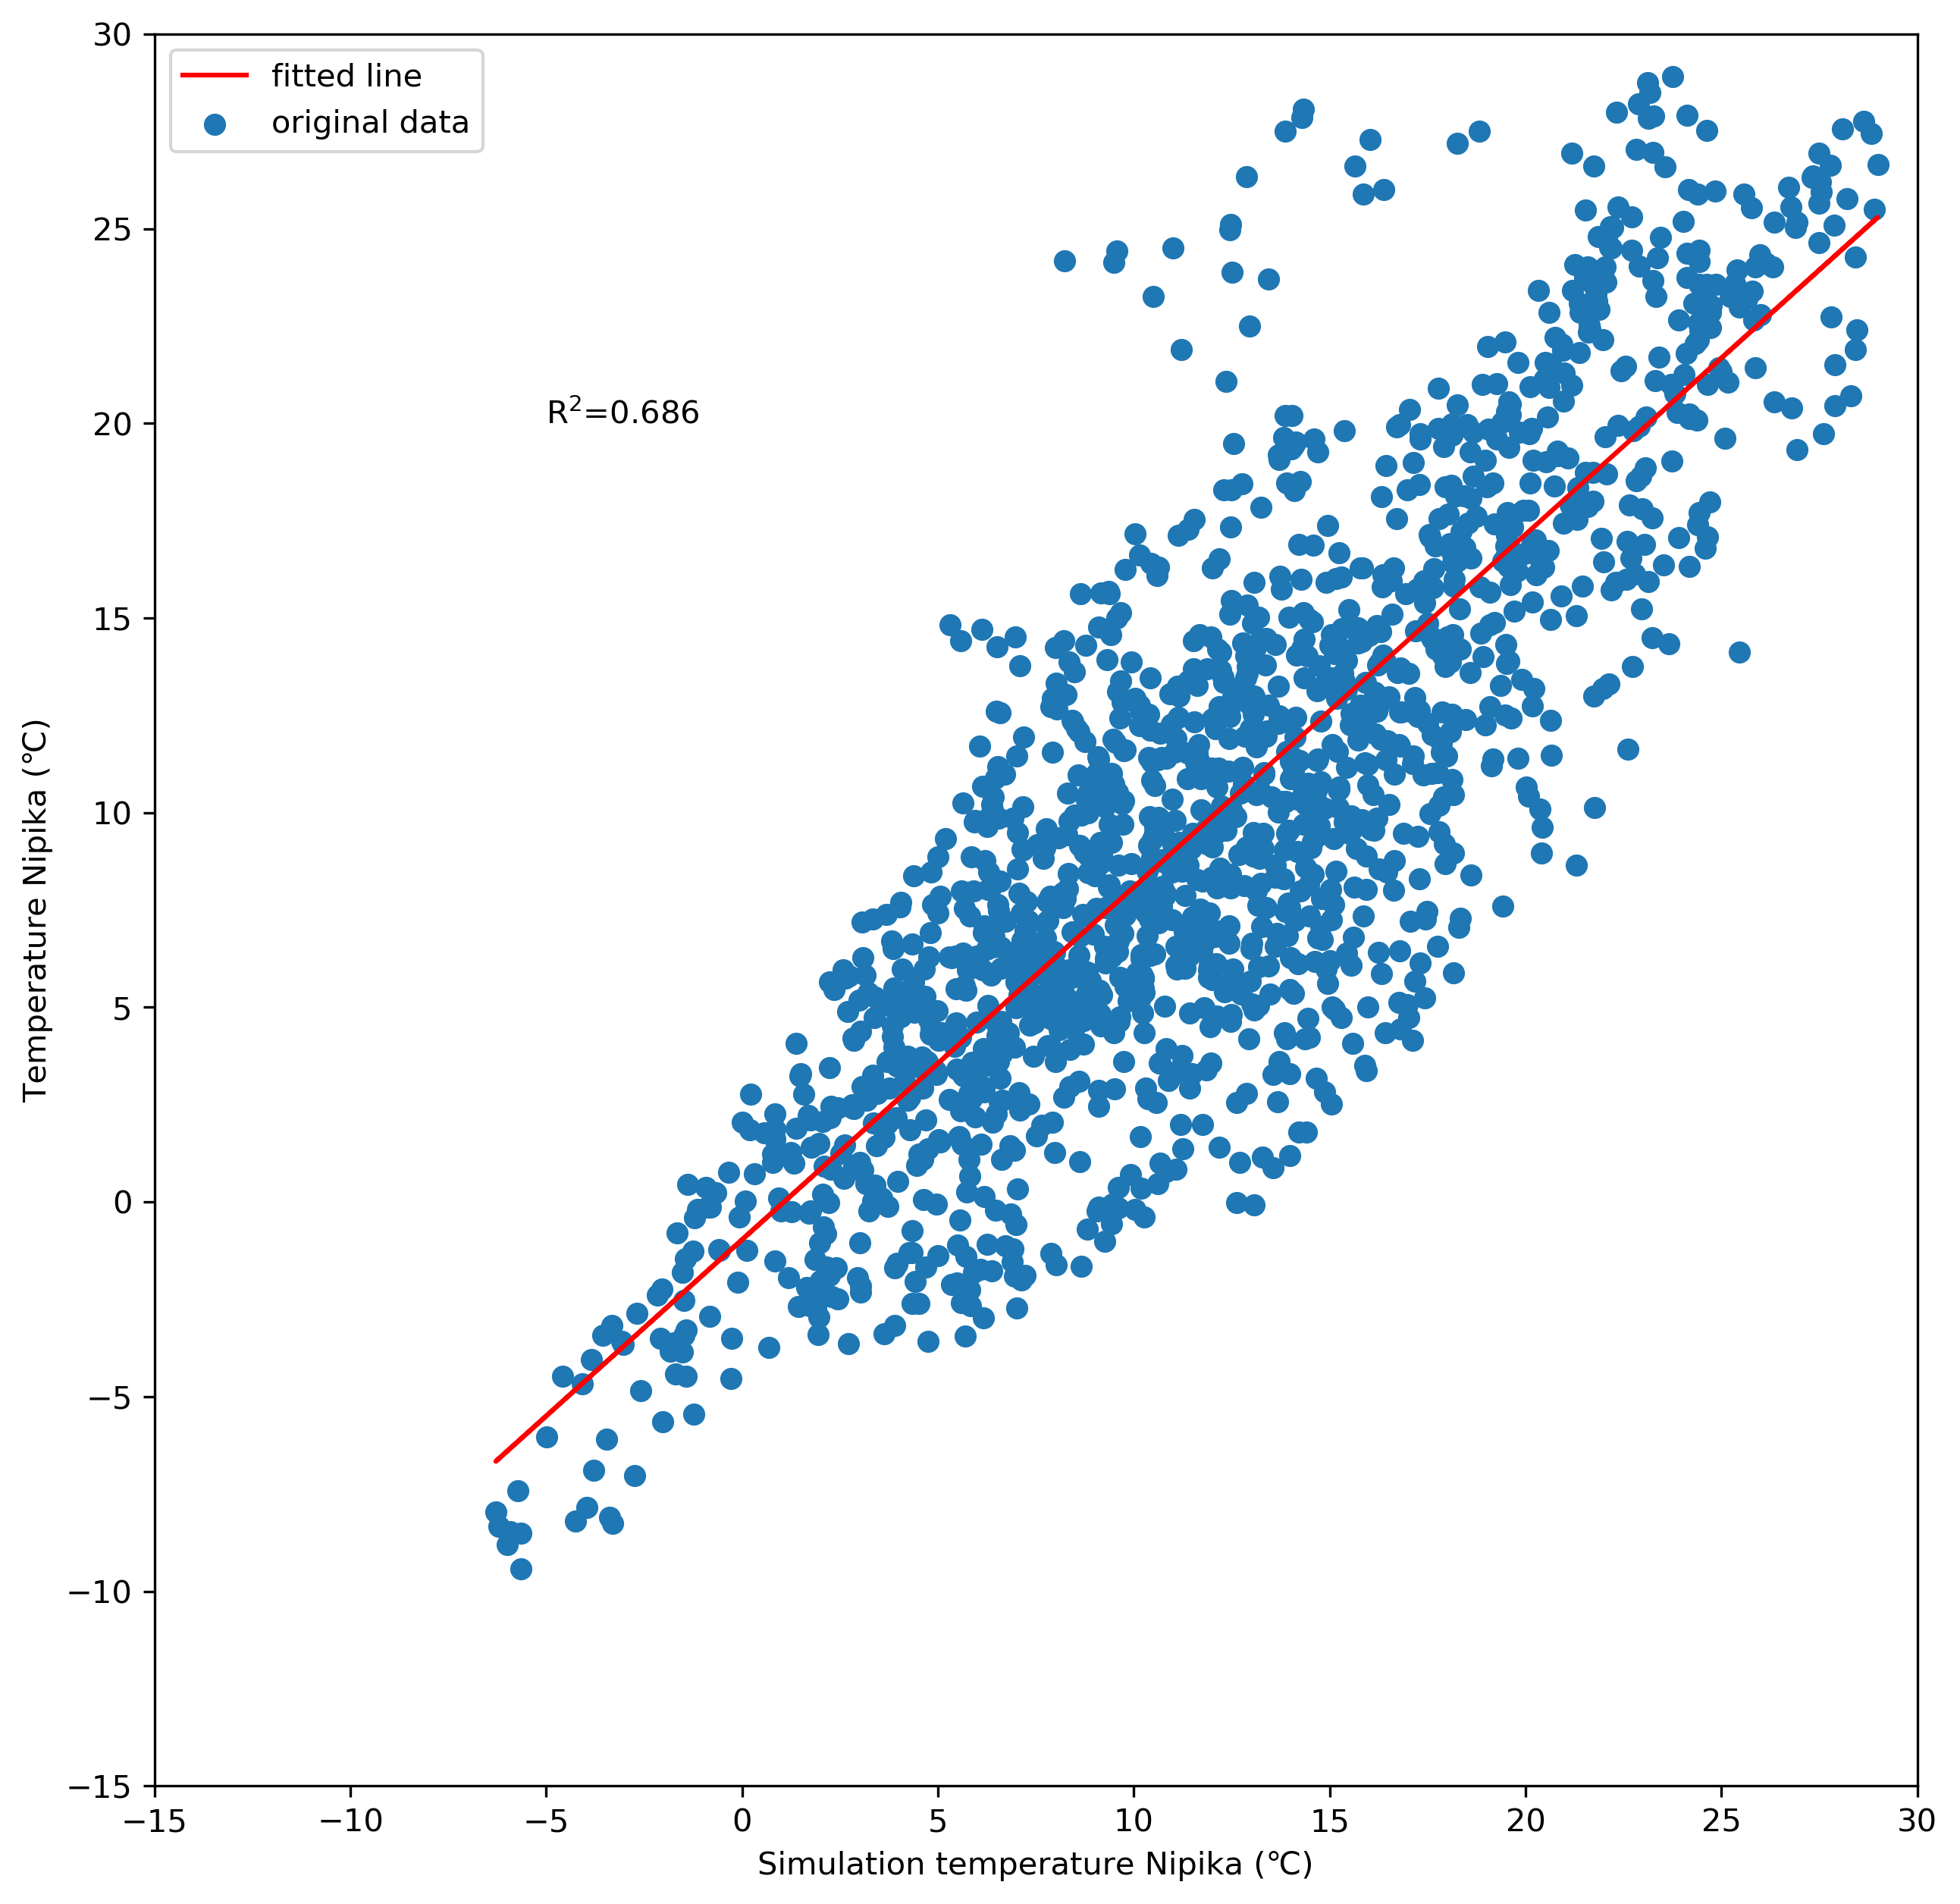 fitted line
original data
R²=0.686
30
25
20
15
10
5
0
−5
−10
−15
−15 −10 −5 0 5 10 15 20 25 30
Temperature Nipika (℃)
Simulation temperature Nipika (℃)